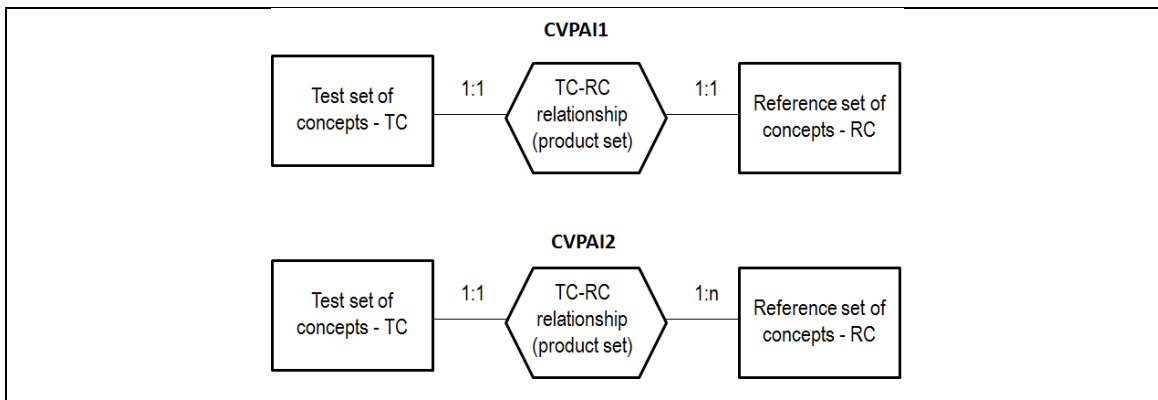 CVPAI1
Test set of
concepts - TC
1:1
TC-RC
relationship
(product set)
1:1
Reference set of
concepts - RC
CVPAI2
Test set of
concepts - TC
1:1
TC-RC
relationship
(product set)
1:n
Reference set of
concepts - RC